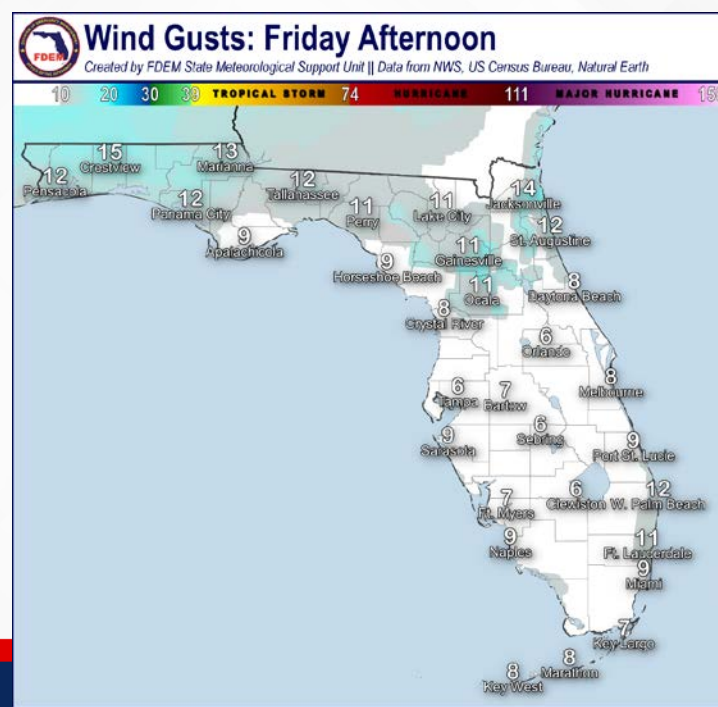 FDEM
Wind Gusts: Friday Afternoon
Created by FDEM State Meteorological Support Unit || Data from NWS, US Census Bureau, Natural Earth
10 20 30 39 TROPICAL STORM 74 HURRICANE 111 MAJOR HURRICANE 15
15
Crestview
13
Marianna
12
Pensacola
12
Panama City
12
Tallahassee
9
Apalachicola
11
Perry
11
Lake City
14
Jacksonville
12
St. Augustine
11
Gainesville
9
Horseshoe Beach
11
Ocala
8
Daytona Beach
8
Crystal River
6
Orlando
6
Tampa
7
Bartow
8
Melbourne
9
Sarasota
6
Sebring
9
Port St. Lucie
7
Ft. Myers
6
Clewiston
12
W. Palm Beach
9
Naples
11
Ft. Lauderdale
9
Miami
7
Key Largo
8
Marathon
8
Key West